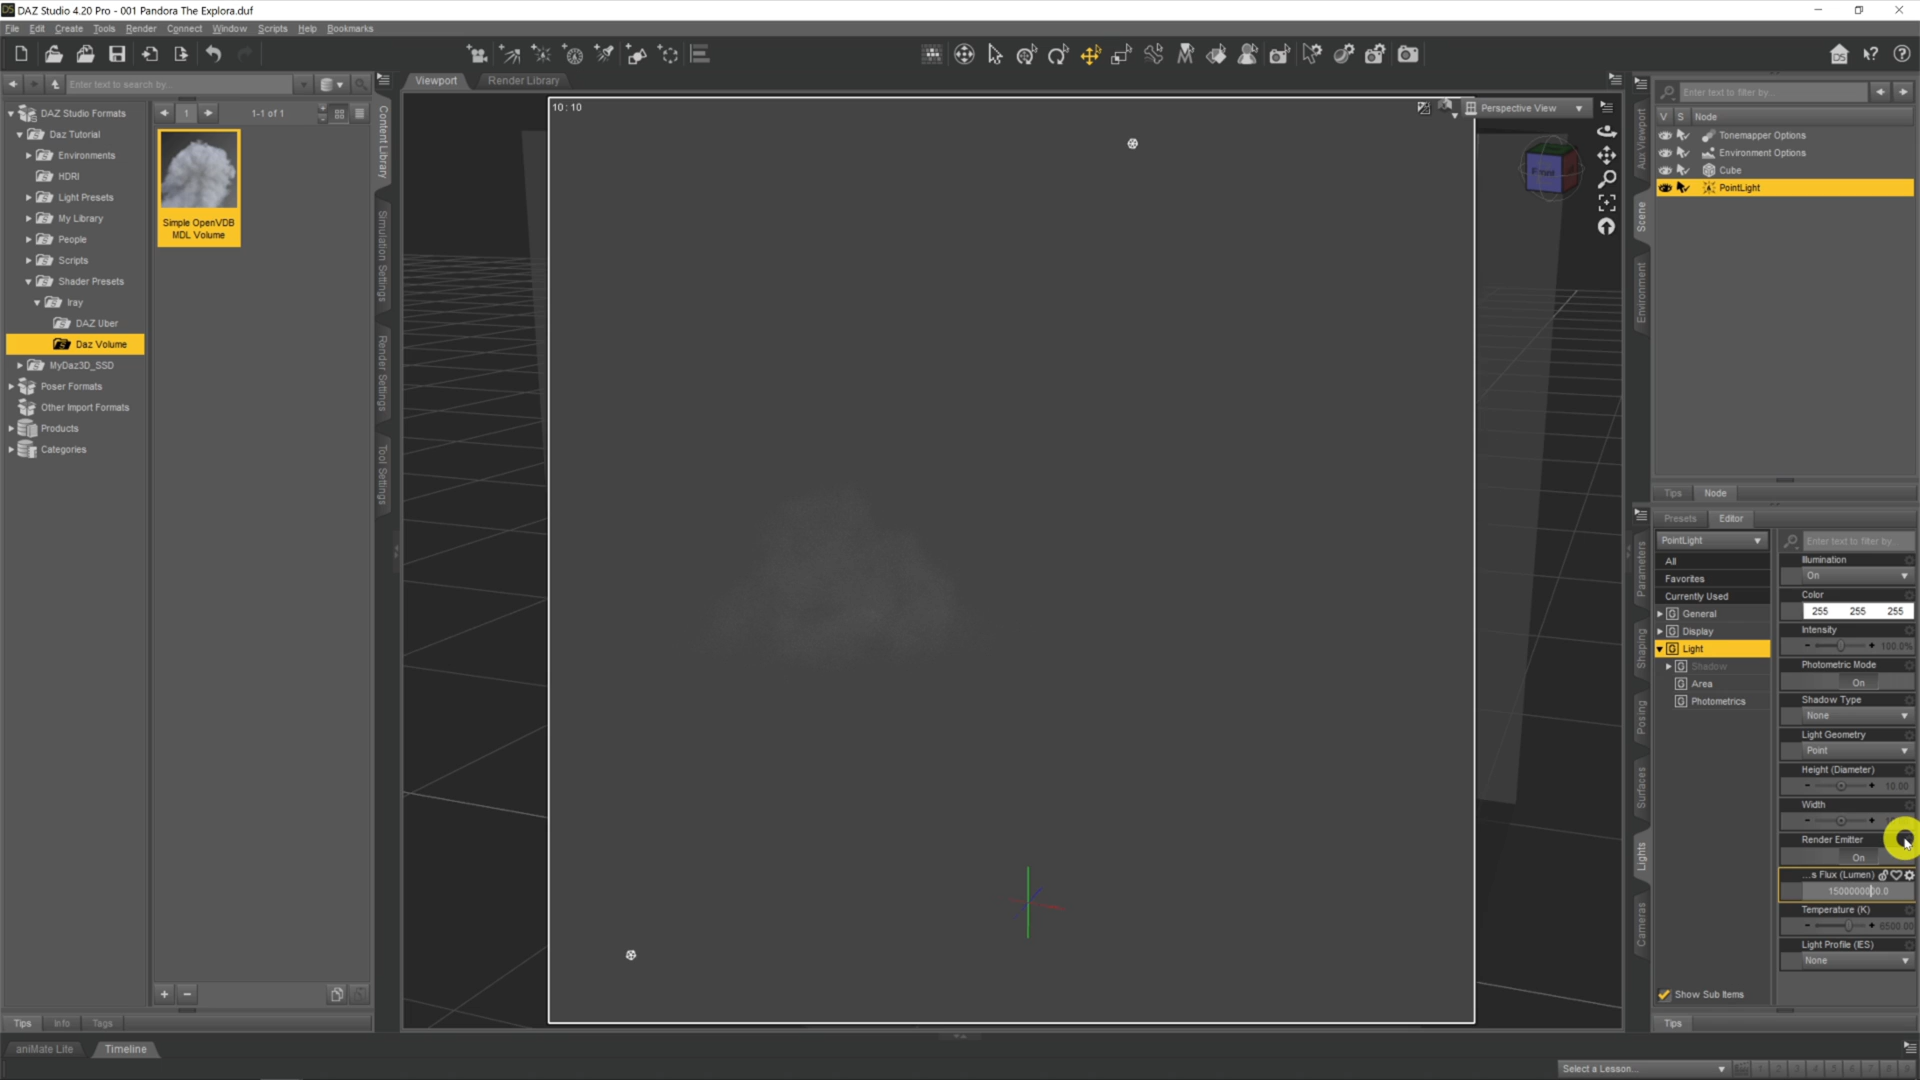 DAZ Studio 4.20 Pro - 001 Pandora The Explora.duf
File Edit Create Tools Render Connect Window Scripts Help Bookmarks
Enter text to search by...
DAZ Studio Formats
Daz Tutorial
Environments
HDRI
Light Presets
My Library
People
Scripts
Shader Presets
Iray
DAZ Uber
Daz Volume
MyDaz3D_SSD
Poser Formats
Other Import Formats
Products
Categories
Tips Info Tags
1 1-1 of 1
Simple OpenVDB
MDL Volume
Content Library
Simulation Settings
Render Settings
Tool Settings
Viewport Render Library
10 : 10
Perspective View
Front
Aux Viewport
Scene
Environment
Enter text to filter by...
V S Node
Tonemapper Options
Environment Options
Cube
PointLight
Tips Node
Presets Editor
Parameters
Shaping
Posing
Surfaces
Lights
Cameras
PointLight
All
Favorites
Currently Used
General
Display
Light
Shadow
Area
Photometrics
Show Sub Items
Tips
Enter text to filter by...
Illumination
On
Color
255 255 255
Intensity
100.0%
Photometric Mode
On
Shadow Type
None
Light Geometry
Point
Height (Diameter)
10.00
Width
Render Emitter
On
...s Flux (Lumen)
1500000000.0
Temperature (K)
6500.00
Light Profile (IES)
None
aniMate Lite Timeline
Select a Lesson...